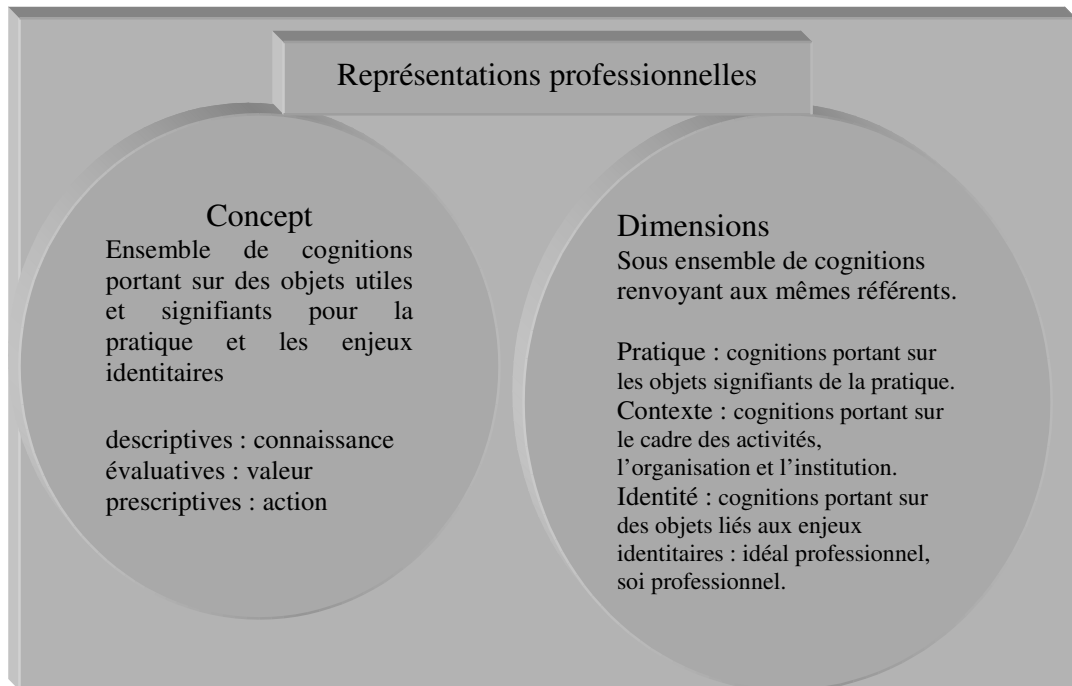 Représentations professionnelles
Concept
Ensemble de cognitions
portant sur des objets utiles
et signifiants pour la
pratique et les enjeux
identitaires
descriptives : connaissance
évaluatives : valeur
prescriptives : action
Dimensions
Sous ensemble de cognitions
renvoyant aux mêmes référents.
Pratique : cognitions portant sur
les objets signifiants de la pratique.
Contexte : cognitions portant sur
le cadre des activités,
l’organisation et l’institution.
Identité : cognitions portant sur
des objets liés aux enjeux
identitaires : idéal professionnel,
soi professionnel.